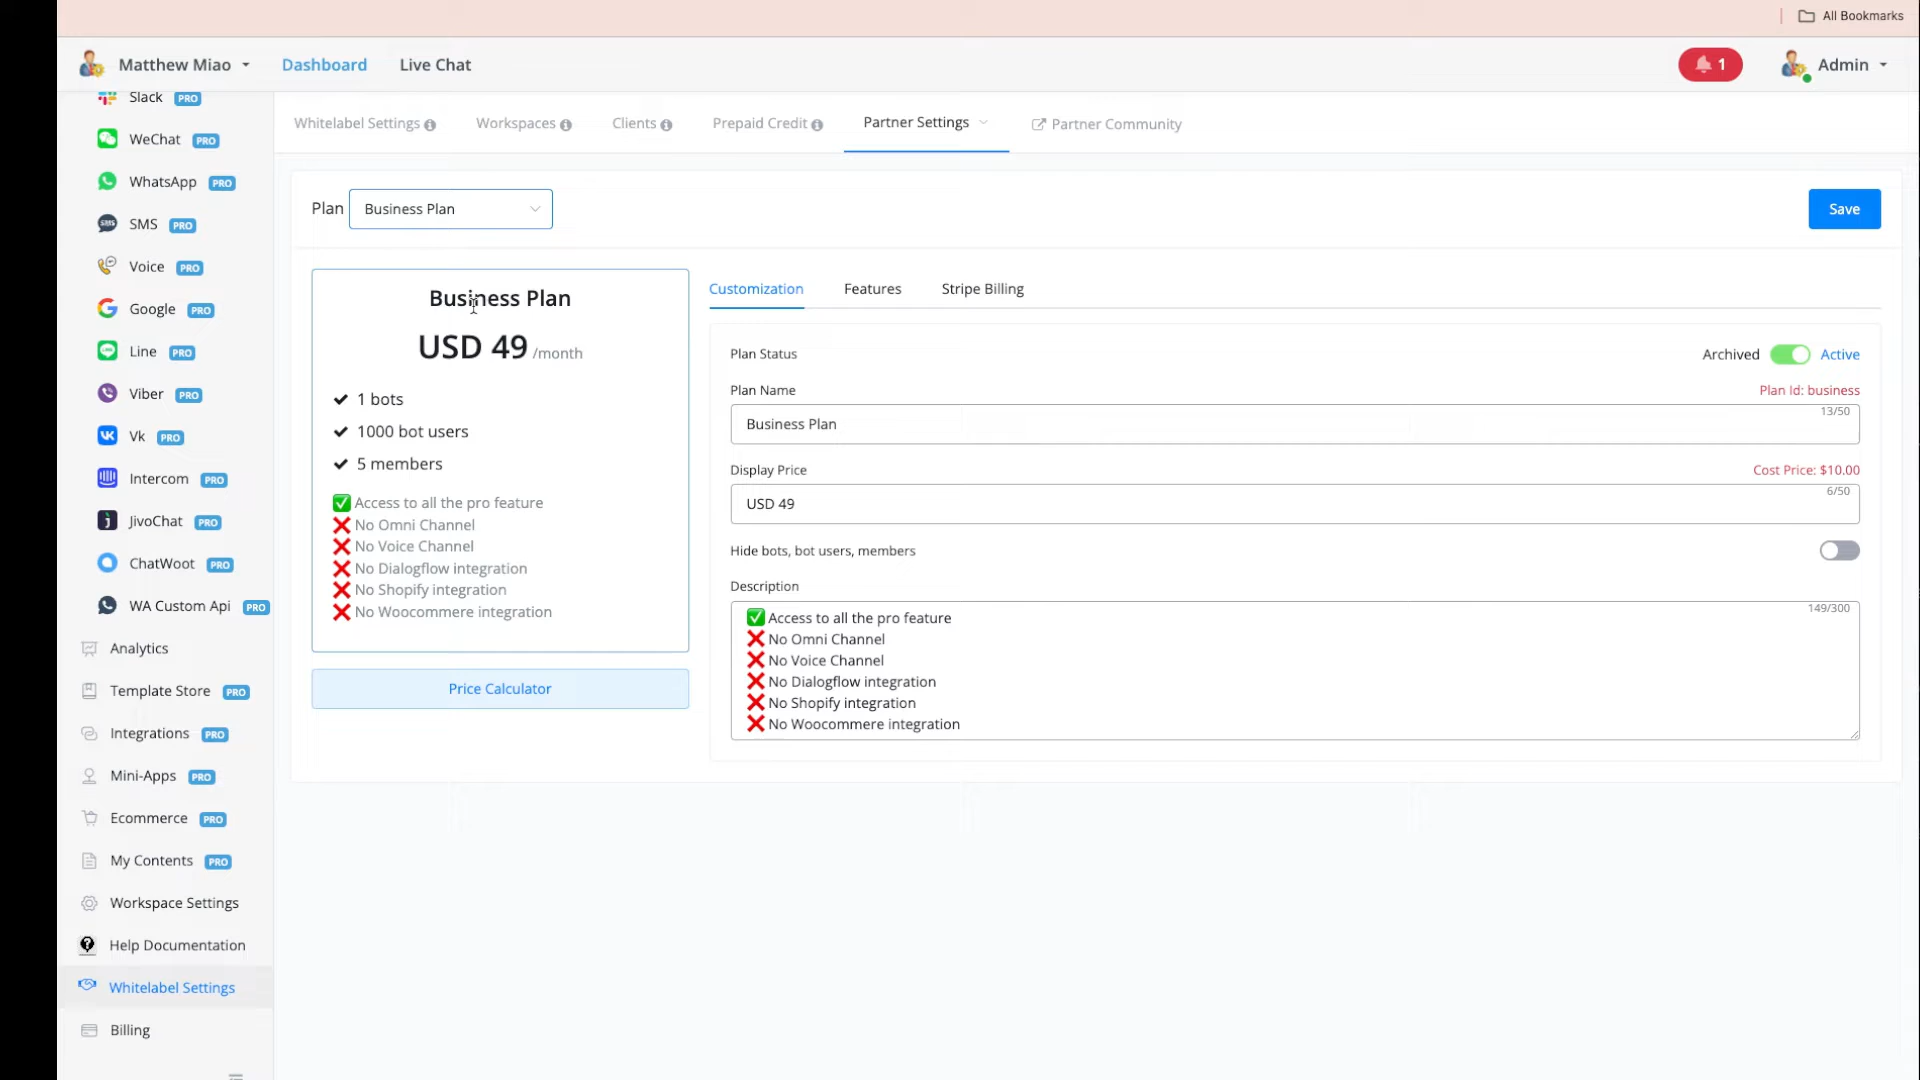 All Bookmarks
Matthew Miao
Dashboard
Live Chat
1
Admin
Slack PRO
WeChat PRO
WhatsApp PRO
SMS PRO
Voice PRO
Google PRO
Line PRO
Viber PRO
Vk PRO
Intercom PRO
JivoChat PRO
ChatWoot PRO
WA Custom Api PRO
Analytics
Template Store PRO
Integrations PRO
Mini-Apps PRO
Ecommerce PRO
My Contents PRO
Workspace Settings
Help Documentation
Whitelabel Settings
Billing
Whitelabel Settings
Workspaces
Clients
Prepaid Credit
Partner Settings
Partner Community
Plan
Business Plan
Save
Business Plan
USD 49 /month
1 bots
1000 bot users
5 members
✅ Access to all the pro feature
❌ No Omni Channel
❌ No Voice Channel
❌ No Dialogflow integration
❌ No Shopify integration
❌ No Woocommere integration
Price Calculator
Customization
Features
Stripe Billing
Plan Status
Archived
Active
Plan Name
Plan Id: business
Business Plan
13/50
Display Price
Cost Price: $10.00
USD 49
6/50
Hide bots, bot users, members
Description
149/300
✅ Access to all the pro feature
❌ No Omni Channel
❌ No Voice Channel
❌ No Dialogflow integration
❌ No Shopify integration
❌ No Woocommere integration